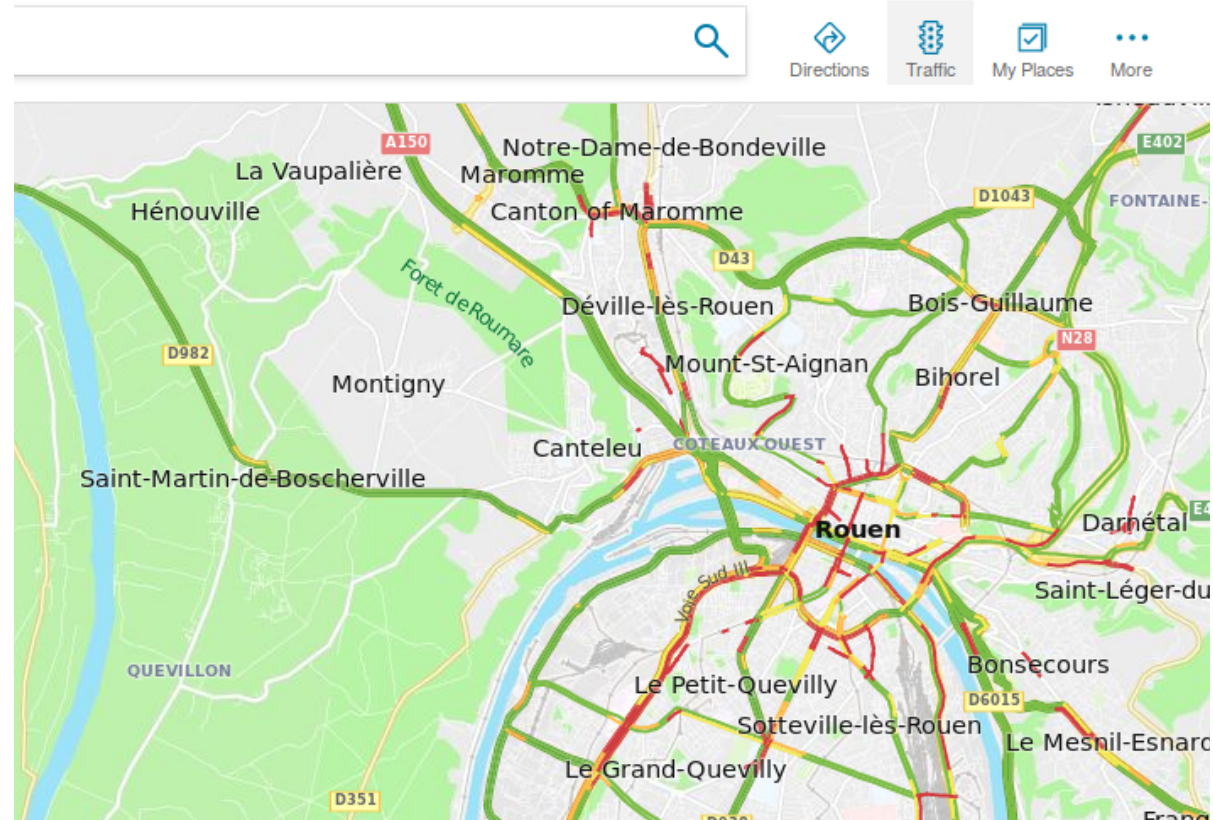 Directions
Traffic
My Places
More
A150
E402
Notre-Dame-de-Bondeville
La Vaupalière
Maromme
D1043
FONTAINE-
Hénouville
Canton of Maromme
D43
Foret de Roumare
Déville-lès-Rouen
Bois-Guillaume
N28
D982
Mount-St-Aignan
Montigny
Bihorel
Canteleu
COTEAUX OUEST
Saint-Martin-de-Boscherville
E4
Rouen
Darnétal
Voie Sud III
Saint-Léger-du
QUEVILLON
Bonsecours
Le Petit-Quevilly
D6015
Sotteville-lès-Rouen
Le Mesnil-Esnard
Le Grand-Quevilly
D351